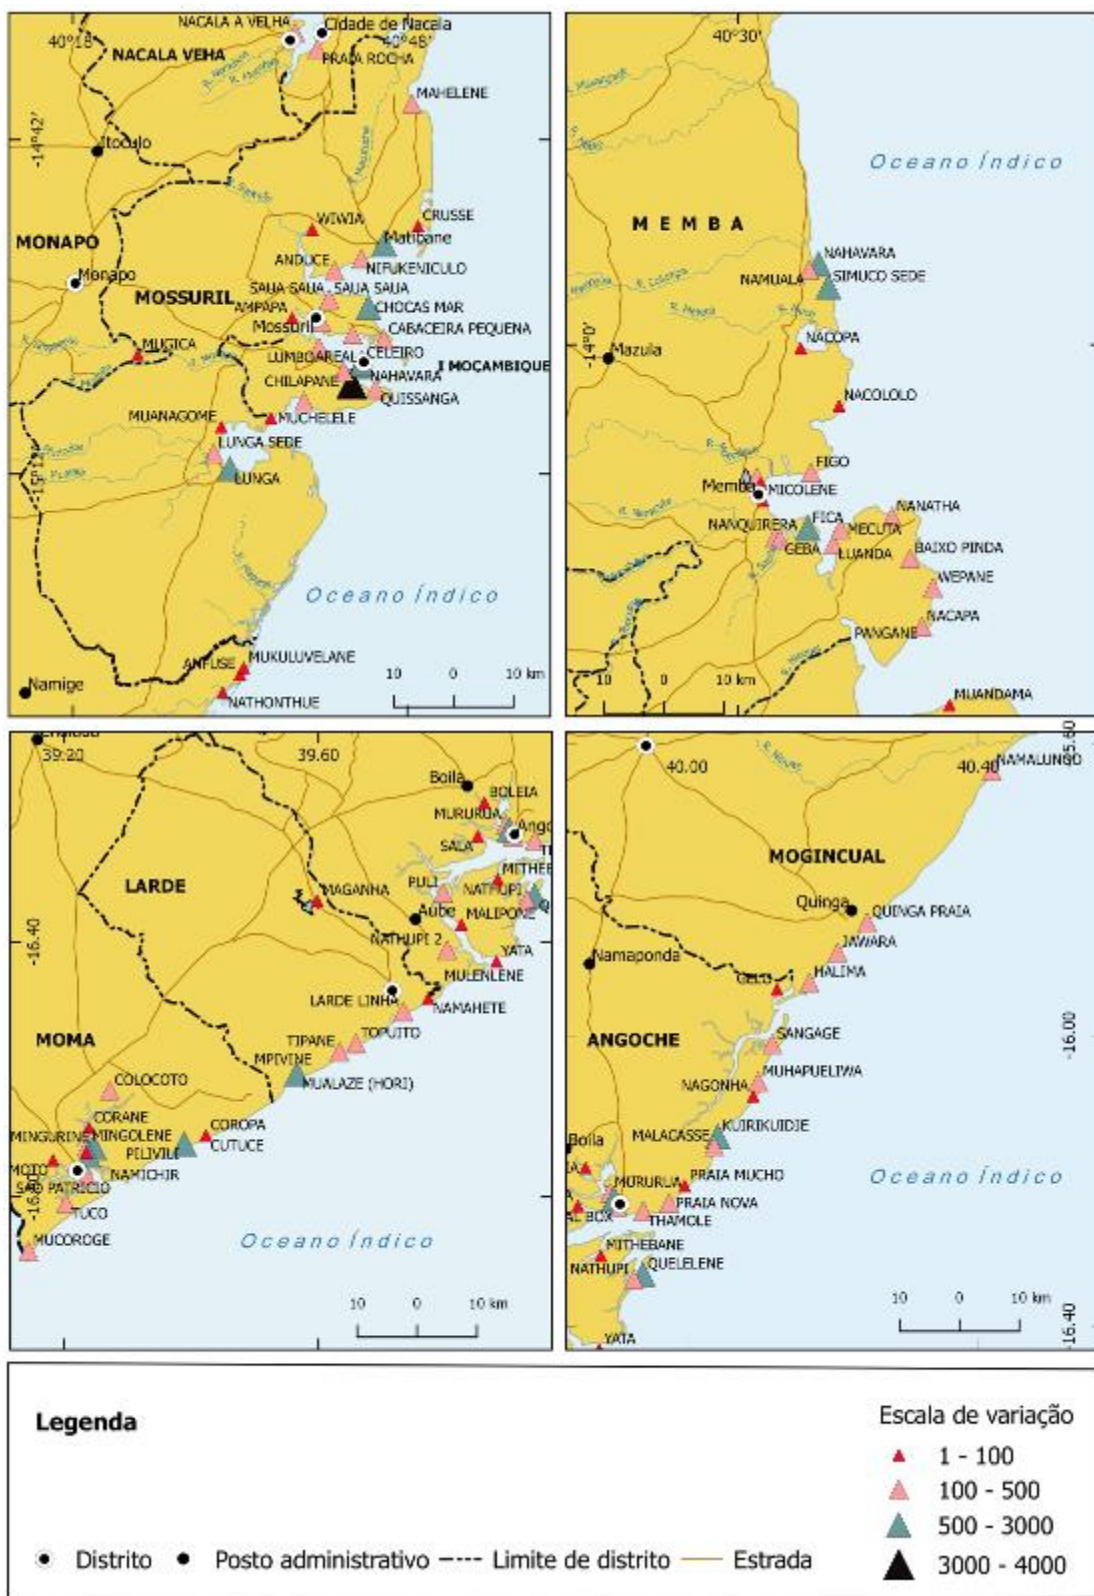 NACALA A VELHA
Cidade de Nacala
40°18'
40°48'
NACALA VEHA
PRAIA ROCHA
MAHELENE
-14°42'
Itoculo
WIWIA
CRUSSE
MONAPO
Matibane
ANDUCE
NIFUKENICULO
Monapo
SAUA SAUA
SAUA SAUA
MOSSURIL
AMPAPA
CHOCAS MAR
Mossuril
CABACEIRA PEQUENA
MUGICA
LUMBOAREAL
CELEIRO
I MOÇAMBIQUE
CHILAPANE
NAHAVARA
QUISSANGA
MUANAGOME
MUCHELELE
LUNGA SEDE
LUNGA
Oceano Índico
ANFUSE
MUKULUVELANE
Namige
NATHONTHUE
10 0 10 km
40°30'
Oceano Índico
MEMBA
NAHAVARA
NAMUALA
SIMUCO SEDE
-14°0'
NACOPA
Mazula
NACOLOLO
FIGO
Memba
MICOLENE
NANATHA
NANQUIRERA
FICA
MECUTA
GEBA
LUANDA
BAIXO PINDA
WEPANE
NACAPA
PANGANE
10 0 10 km
MUANDAMA
39.20
39.60
Boila
BOLEIA
MURURUA
SALA
LARDE
MITHEB
PULI
NATHUPI
MAGANHA
Aúbe
MALIPONE
-16.40
NATHUPI 2
YATA
MULENLENE
LARDE LINHA
NAMAHETE
MOMA
TOPUITO
TIPANE
MPIVINE
MUALAZE (HORI)
COLOCOTO
CORANE
COROPA
MINGURINE
MINGOLENE
CUTUCE
PILIVILI
NAMICHIR
SAO PATRICIO
TUCO
MUCOROGE
Oceano Índico
10 0 10 km
40.00
40.40
NAMALUNGO
MOGINCUAL
Quinga
QUINGA PRAIA
JAWARA
Namaponda
HALIMA
GELO
-16.00
ANGOCHE
SANGAGE
MUHAPUELIWA
NAGONHA
KUIRIKUIDJE
MALACASSE
Boila
PRAIA MUCHO
MURURUA
PRAIA NOVA
THAMOLE
Oceano Índico
MITHEBANE
NATHUPI
QUELELENE
10 0 10 km
-16.40
YATA
Legenda
Escala de variação
1 - 100
100 - 500
500 - 3000
3000 - 4000
Distrito
Posto administrativo
Limite de distrito
Estrada